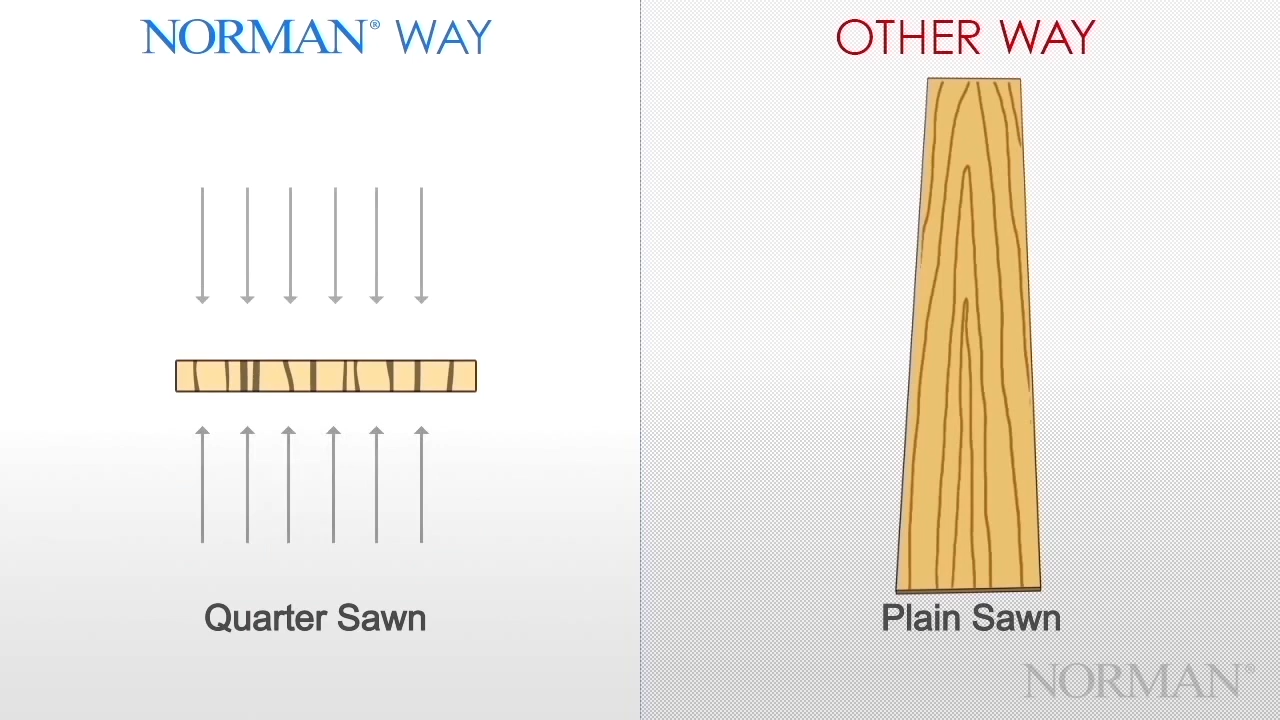 NORMAN® WAY
OTHER WAY
Quarter Sawn
Plain Sawn
NORMAN®